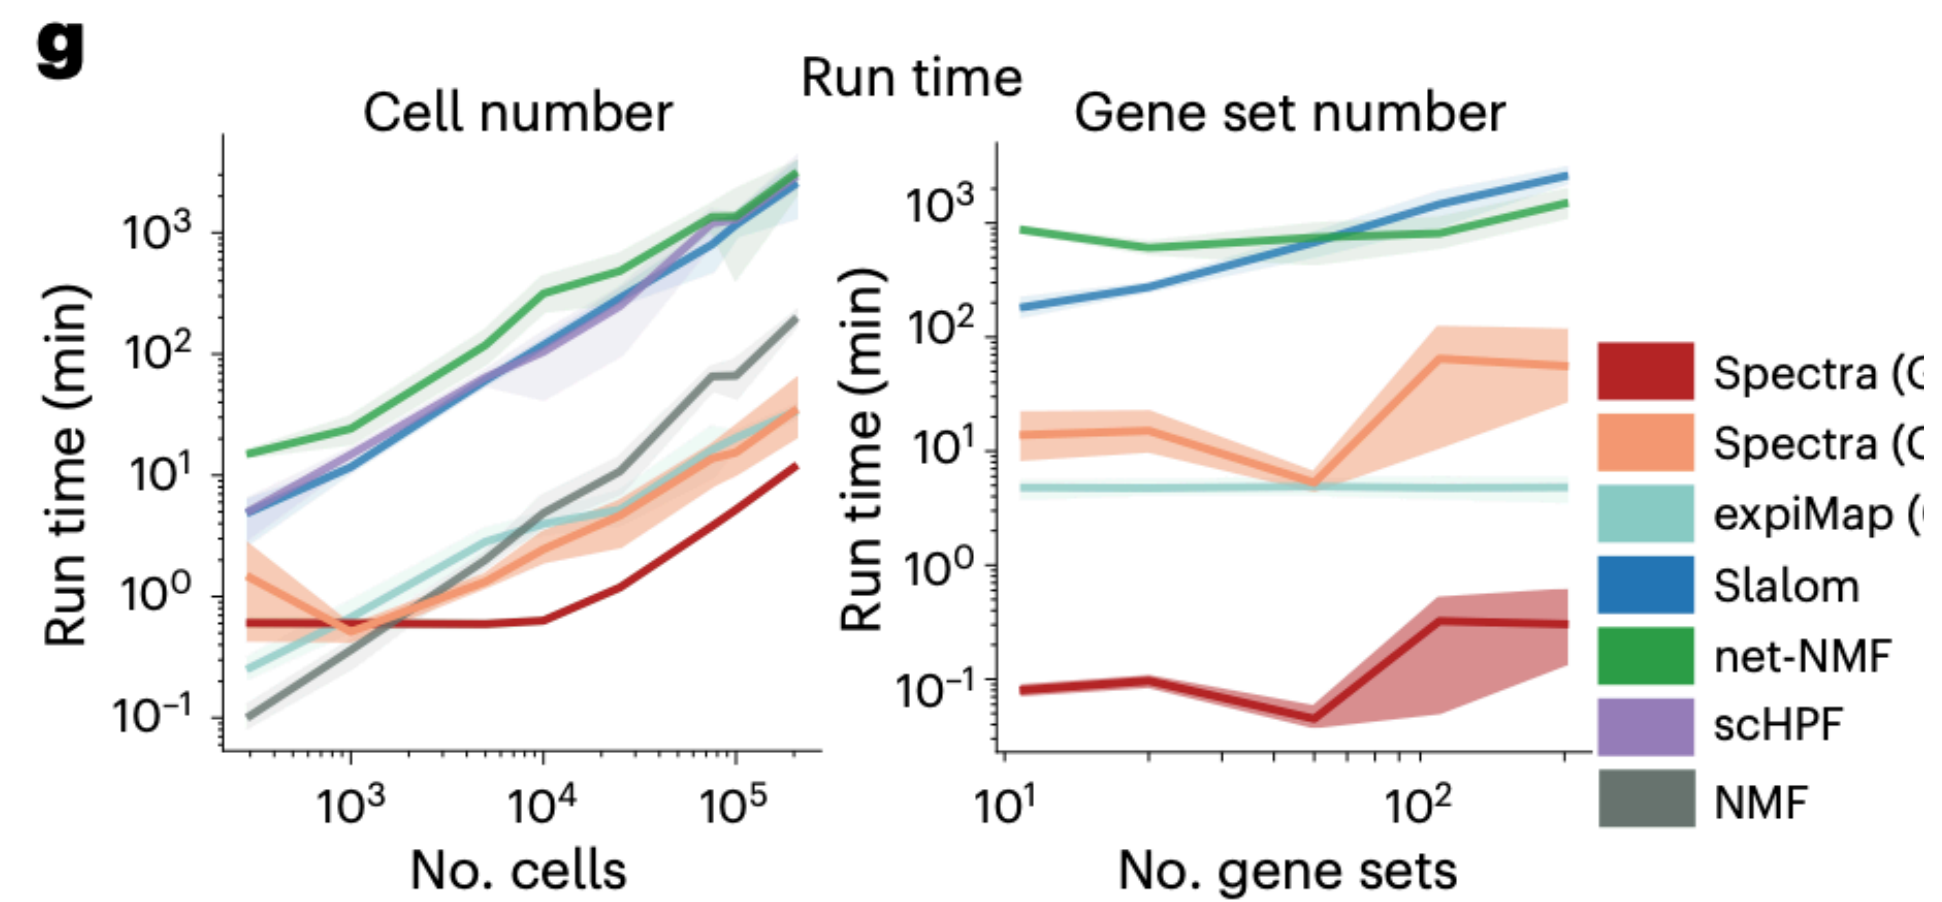 g
Run time
Cell number
Gene set number
Run time (min)
10³
10²
10¹
10⁰
10⁻¹
10³
10⁴
10⁵
No. cells
Run time (min)
10³
10²
10¹
10⁰
10⁻¹
10¹
10²
No. gene sets
Spectra (
Spectra (
expiMap (
Slalom
net-NMF
scHPF
NMF